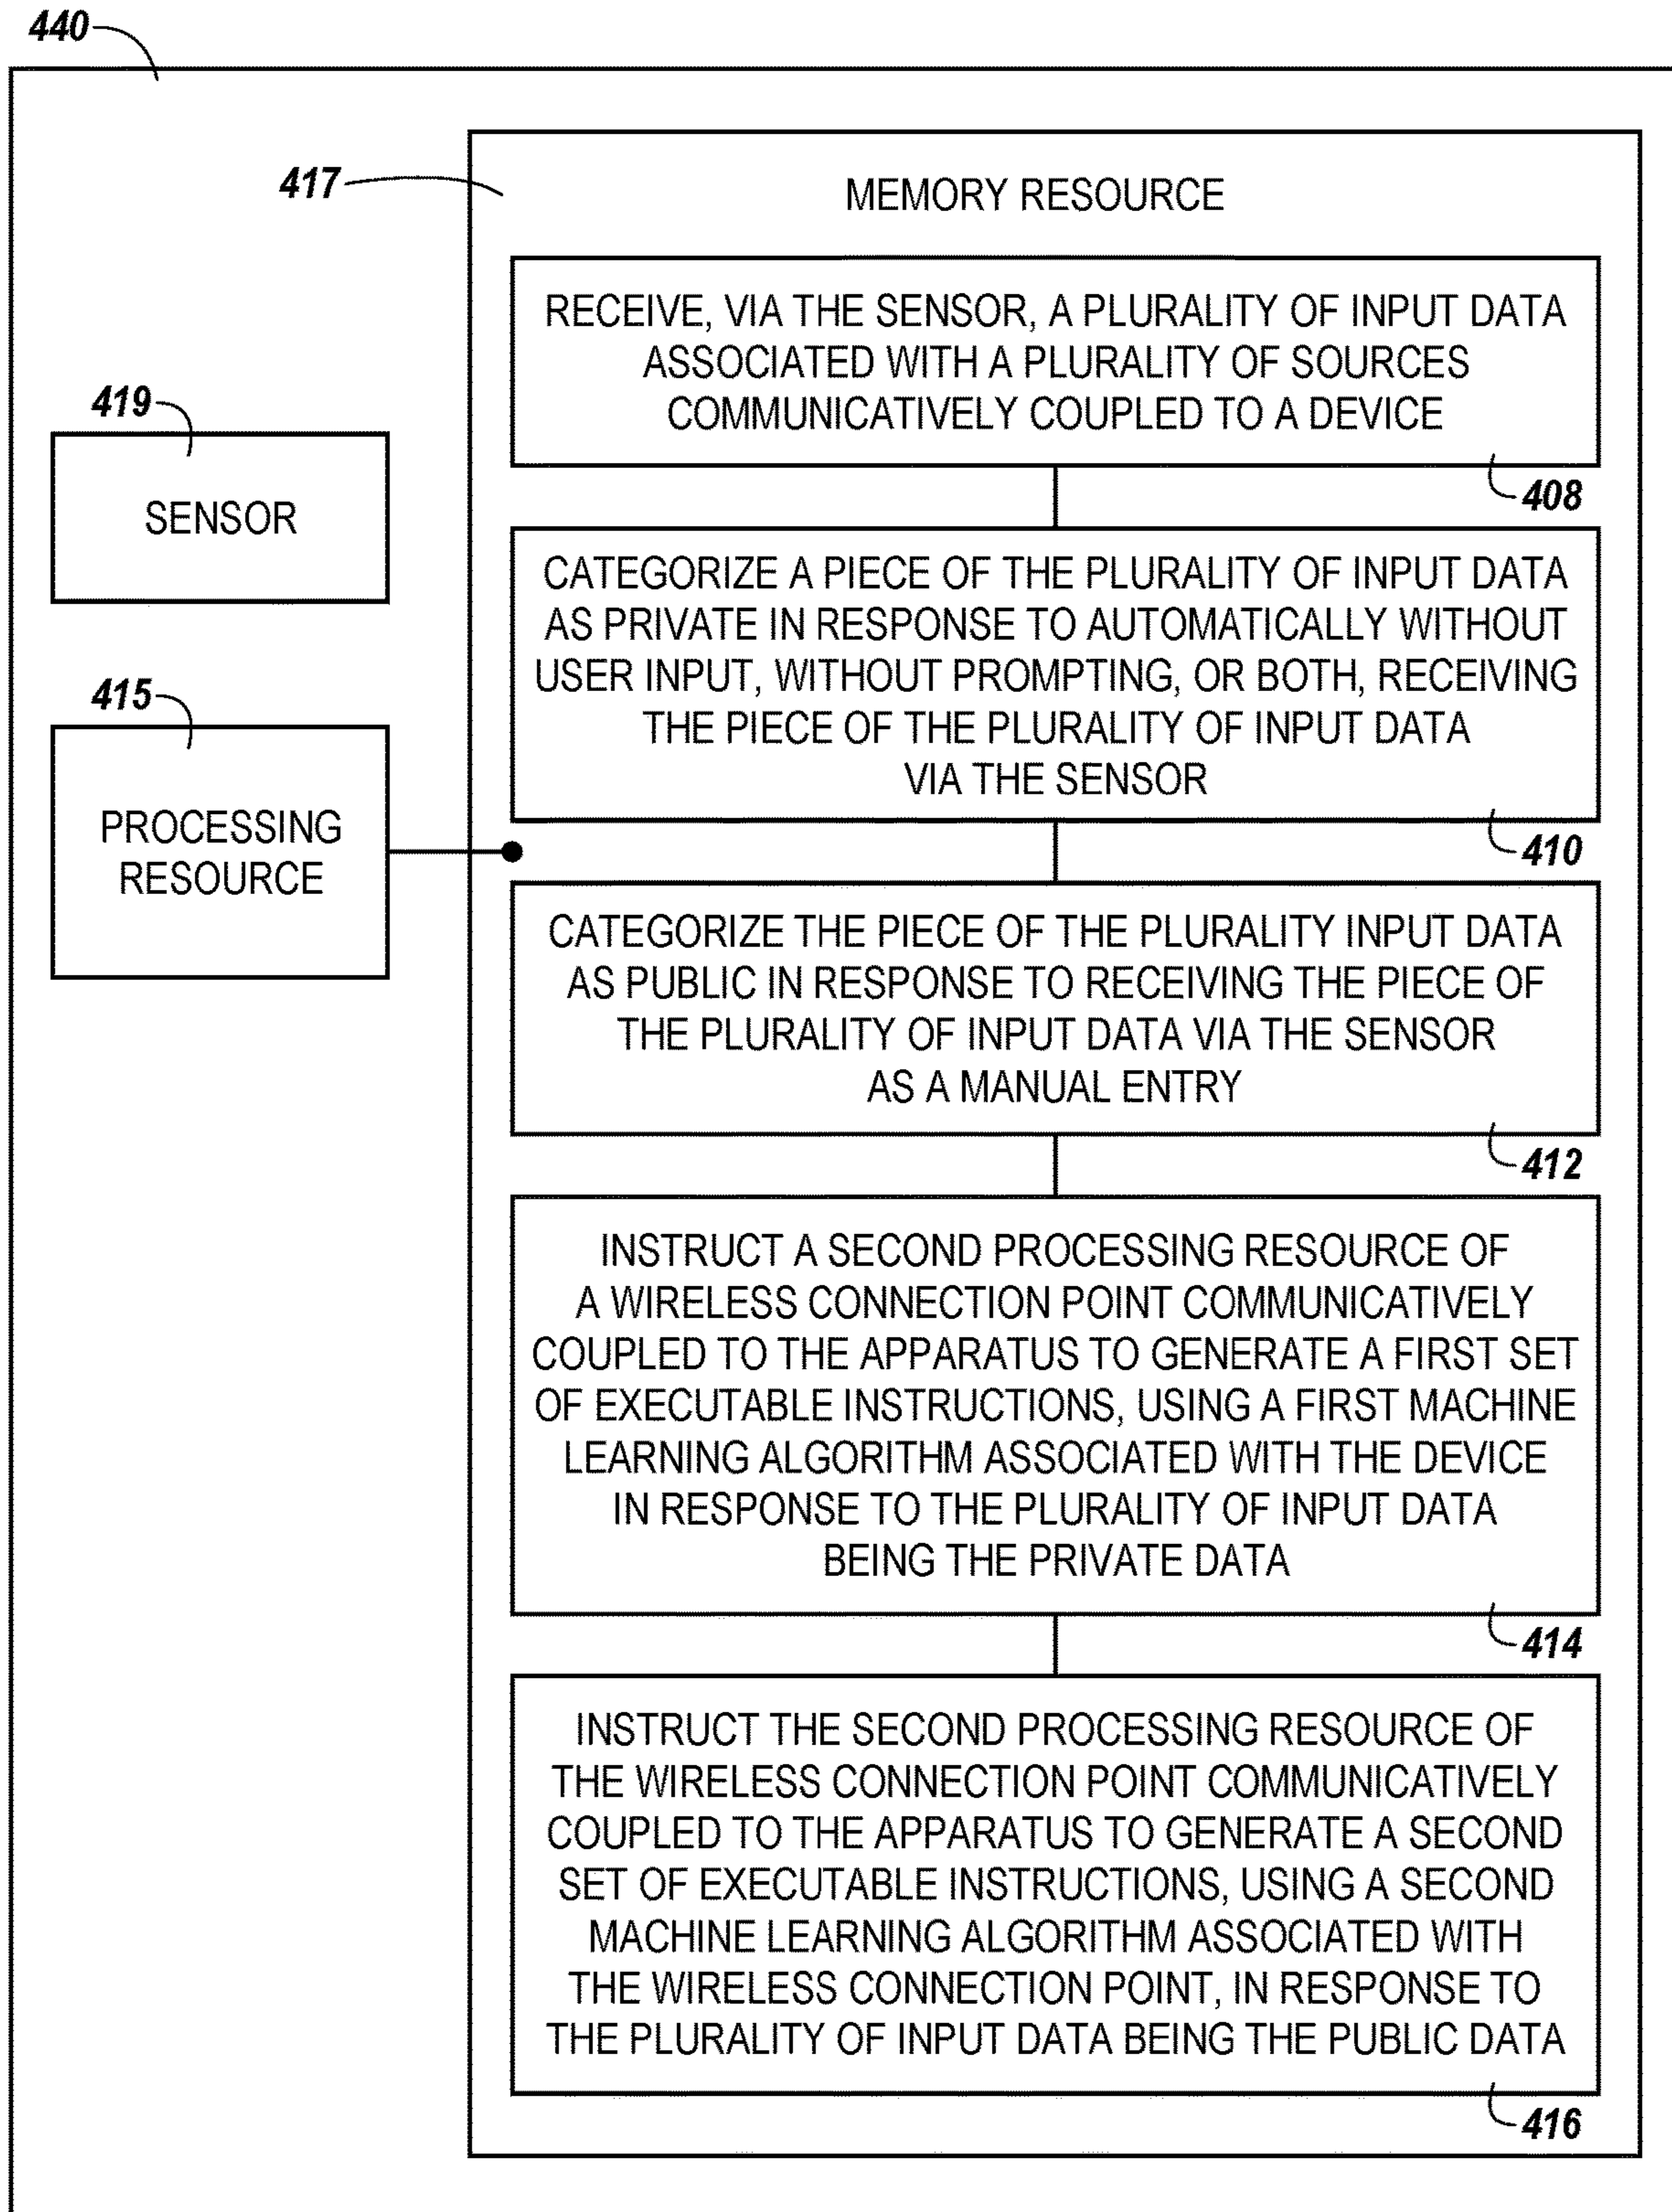 440
417
MEMORY RESOURCE
RECEIVE, VIA THE SENSOR, A PLURALITY OF INPUT DATA
ASSOCIATED WITH A PLURALITY OF SOURCES
COMMUNICATIVELY COUPLED TO A DEVICE
408
419
SENSOR
CATEGORIZE A PIECE OF THE PLURALITY OF INPUT DATA
AS PRIVATE IN RESPONSE TO AUTOMATICALLY WITHOUT
USER INPUT, WITHOUT PROMPTING, OR BOTH, RECEIVING
THE PIECE OF THE PLURALITY OF INPUT DATA
VIA THE SENSOR
410
415
PROCESSING
RESOURCE
CATEGORIZE THE PIECE OF THE PLURALITY INPUT DATA
AS PUBLIC IN RESPONSE TO RECEIVING THE PIECE OF
THE PLURALITY OF INPUT DATA VIA THE SENSOR
AS A MANUAL ENTRY
412
INSTRUCT A SECOND PROCESSING RESOURCE OF
A WIRELESS CONNECTION POINT COMMUNICATIVELY
COUPLED TO THE APPARATUS TO GENERATE A FIRST SET
OF EXECUTABLE INSTRUCTIONS, USING A FIRST MACHINE
LEARNING ALGORITHM ASSOCIATED WITH THE DEVICE
IN RESPONSE TO THE PLURALITY OF INPUT DATA
BEING THE PRIVATE DATA
414
INSTRUCT THE SECOND PROCESSING RESOURCE OF
THE WIRELESS CONNECTION POINT COMMUNICATIVELY
COUPLED TO THE APPARATUS TO GENERATE A SECOND
SET OF EXECUTABLE INSTRUCTIONS, USING A SECOND
MACHINE LEARNING ALGORITHM ASSOCIATED WITH
THE WIRELESS CONNECTION POINT, IN RESPONSE TO
THE PLURALITY OF INPUT DATA BEING THE PUBLIC DATA
416